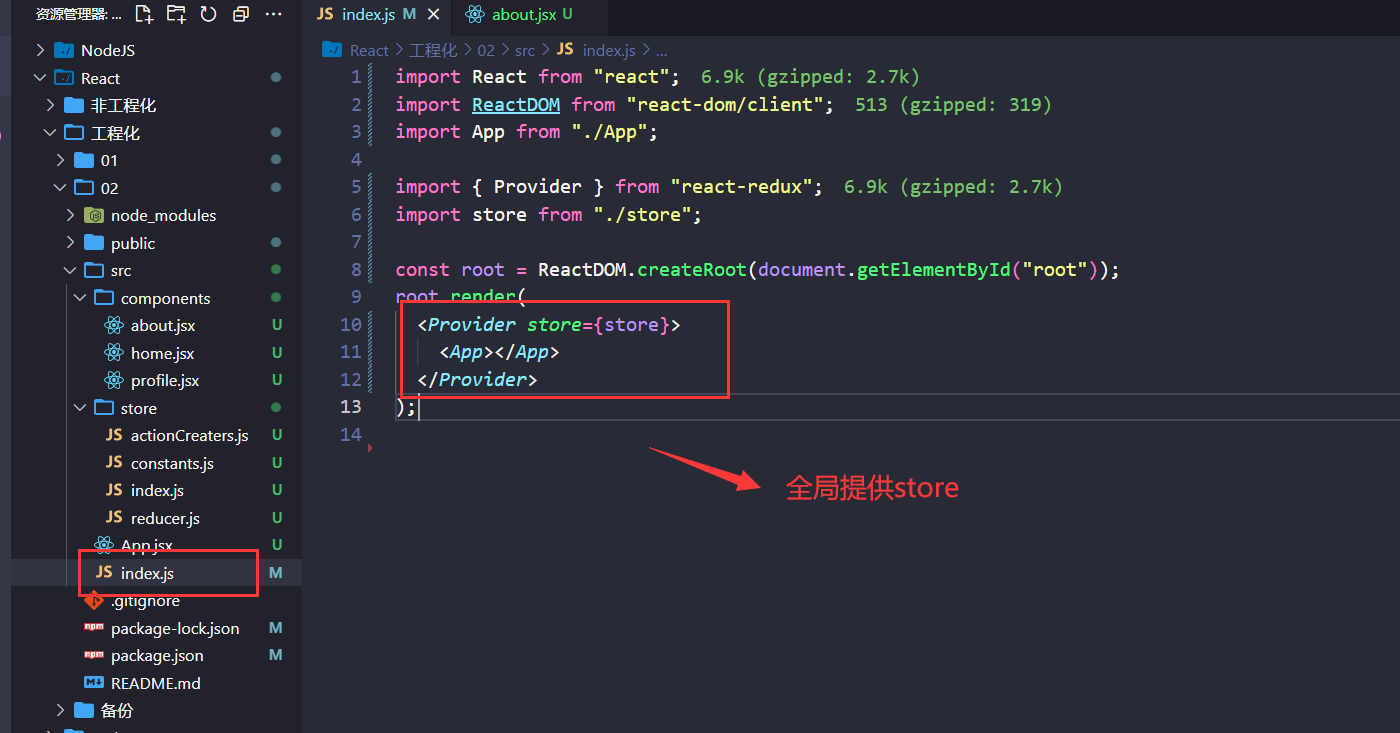 资源管理器: ...
NodeJS
React
非工程化
工程化
01
02
node_modules
public
src
components
about.jsx U
home.jsx U
profile.jsx U
store
JS actionCreaters.js U
JS constants.js U
JS index.js U
JS reducer.js U
App.jsx U
JS index.js M
.gitignore
npm package-lock.json M
npm package.json M
M↓ README.md
备份
JS index.js M
about.jsx U
React > 工程化 > 02 > src > JS index.js > ...
1 import React from "react"; 6.9k (gzipped: 2.7k)
2 import ReactDOM from "react-dom/client"; 513 (gzipped: 319)
3 import App from "./App";
4
5 import { Provider } from "react-redux"; 6.9k (gzipped: 2.7k)
6 import store from "./store";
7
8 const root = ReactDOM.createRoot(document.getElementById("root"));
9 root.render(
10 <Provider store={store}>
11 <App></App>
12 </Provider>
13 );
14
全局提供store